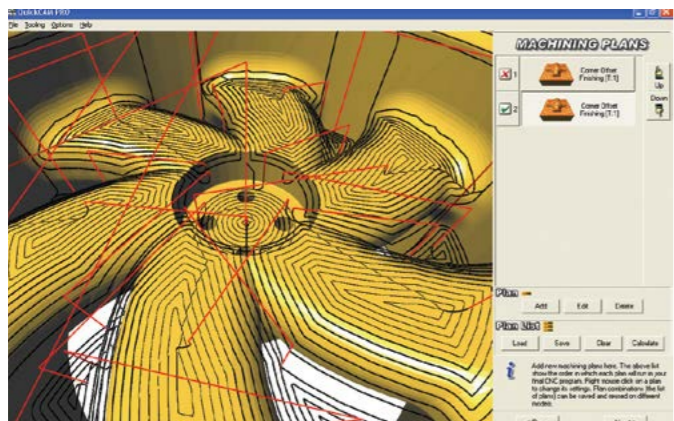 QuickCAM PRO
File Tooling Options Help
MACHINING PLANS
1
Corner Offset
Finishing [T:1]
Up
Down
2
Corner Offset
Finishing [T:1]
Plan
Add Edit Delete
Plan List
Load Save Clear Calculate
Add new machining plans here. The above list
show the order in which each plan will run in your
final CNC program. Right mouse click on a plan
to change its settings. Plan combinations (the list
of plans) can be saved and reused on different
models.